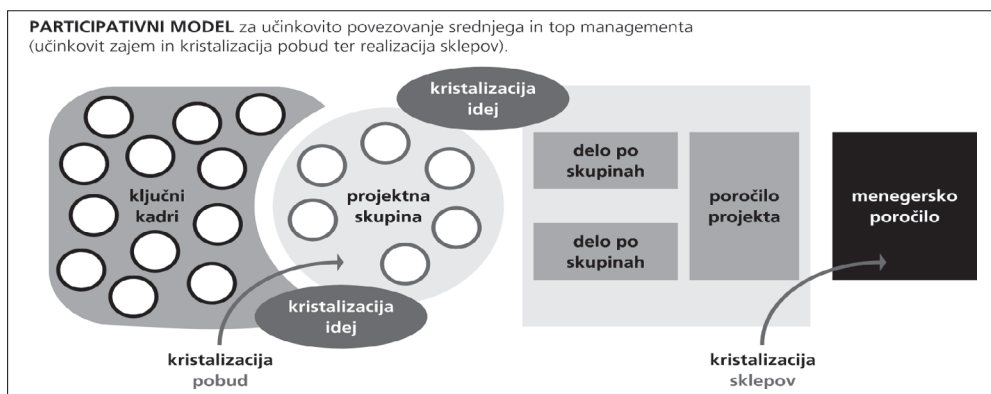 PARTICIPATIVNI MODEL za učinkovito povezovanje srednjega in top managementa
(učinkovit zajem in kristalizacija pobud ter realizacija sklepov).
ključni
kadri
projektna
skupina
kristalizacija
idej
kristalizacija
idej
delo po
skupinah
delo po
skupinah
poročilo
projekta
menegersko
poročilo
kristalizacija
pobud
kristalizacija
sklepov